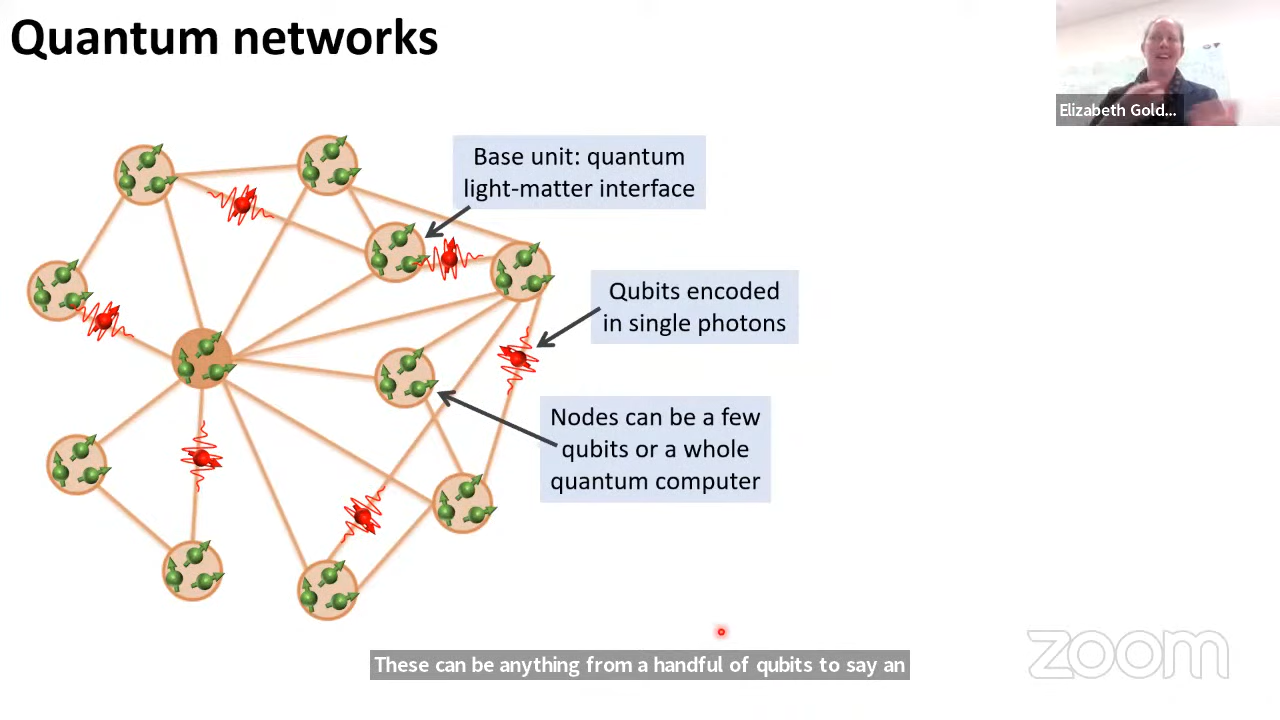 Quantum networks
Elizabeth Gold...
Base unit: quantum
light-matter interface
Qubits encoded
in single photons
Nodes can be a few
qubits or a whole
quantum computer
These can be anything from a handful of qubits to say an
zoom